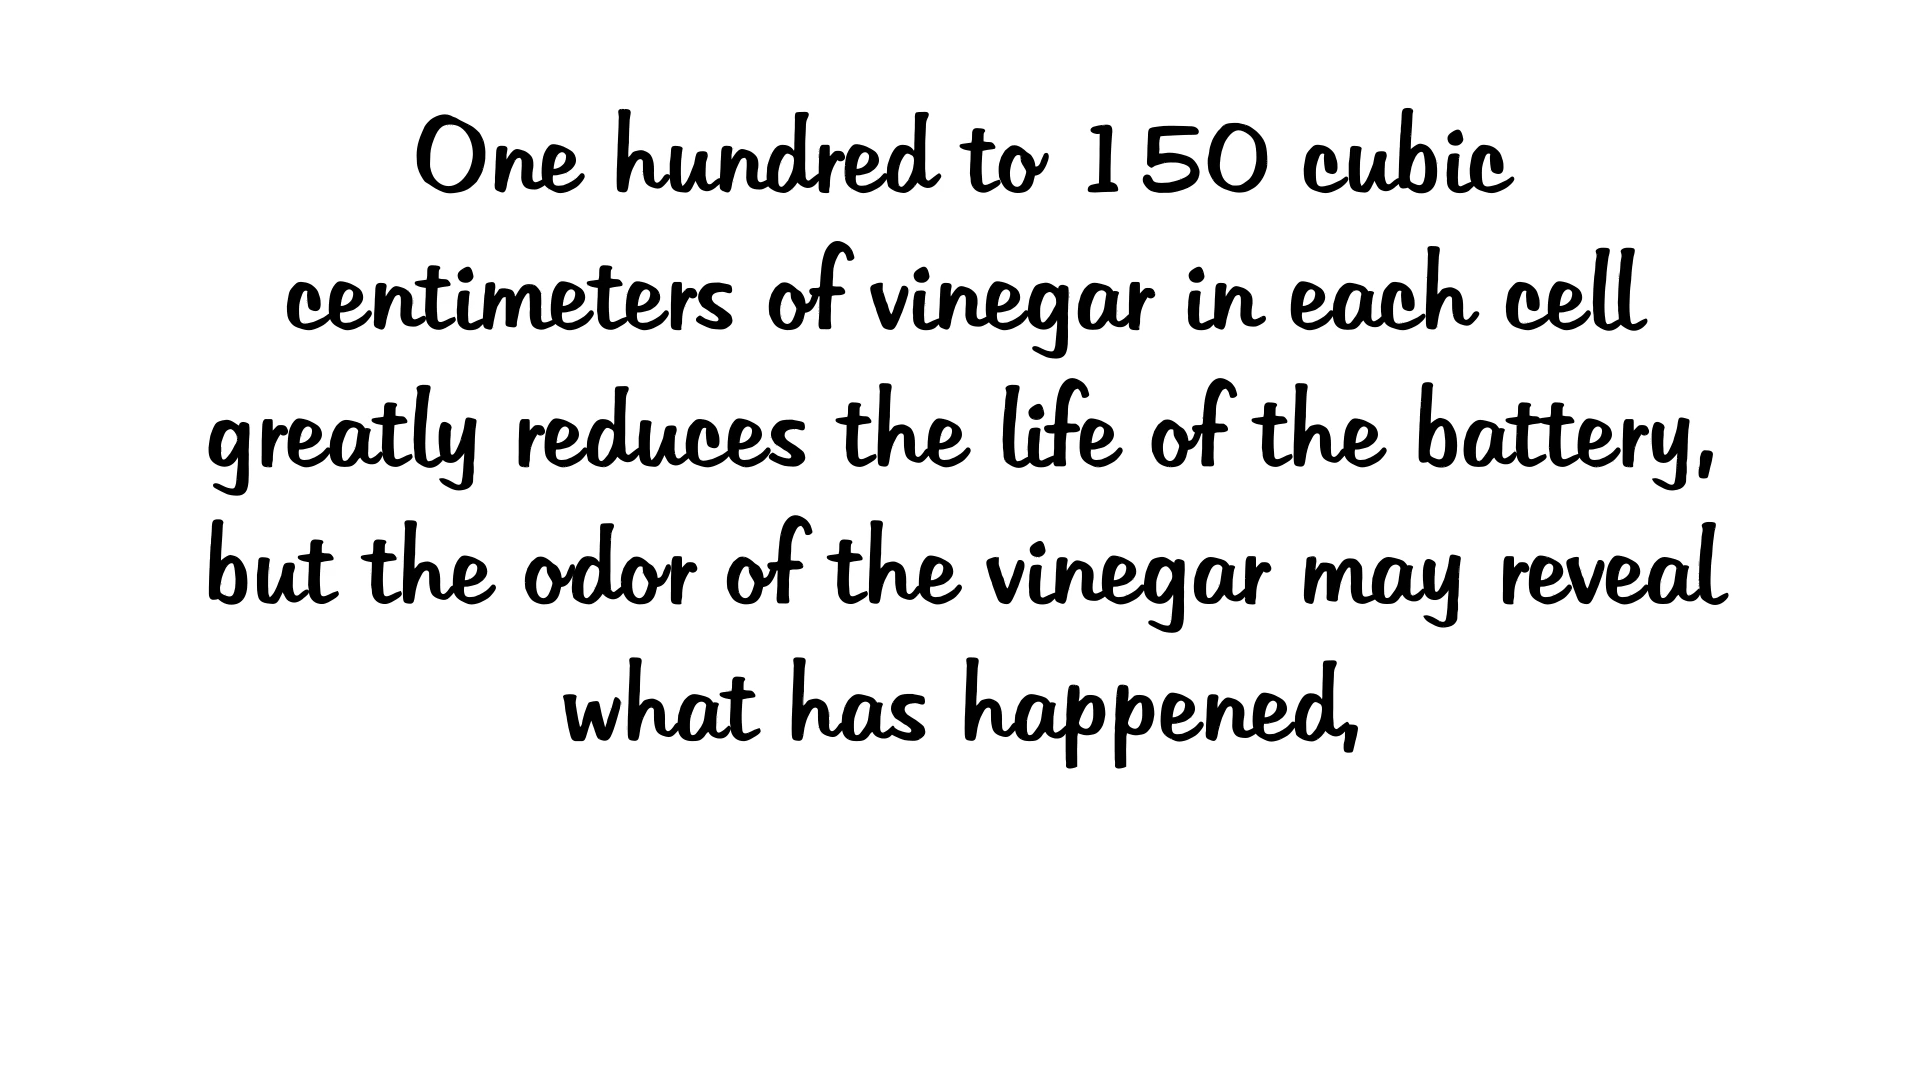 One hundred to 150 cubic
centimeters of vinegar in each cell
greatly reduces the life of the battery,
but the odor of the vinegar may reveal
what has happened,